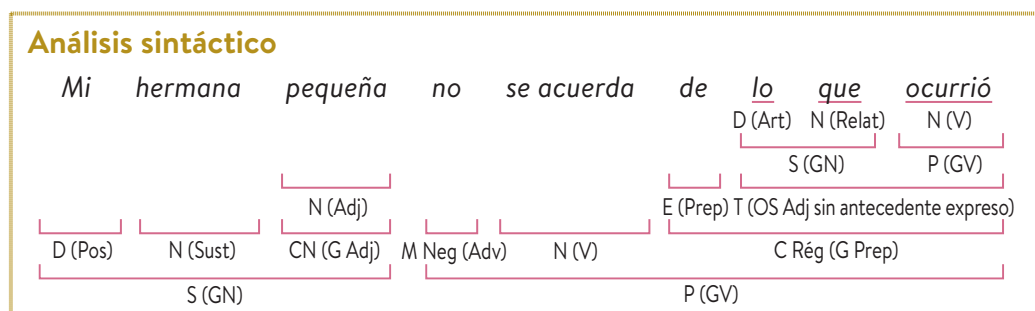 Análisis sintáctico
Mi hermana pequeña no se acuerda de lo que ocurrió
D (Art) N (Relat) N (V)
S (GN) P (GV)
N (Adj) E (Prep) T (OS Adj sin antecedente expreso)
D (Pos) N (Sust) CN (G Adj) M Neg (Adv) N (V) C Rég (G Prep)
S (GN) P (GV)